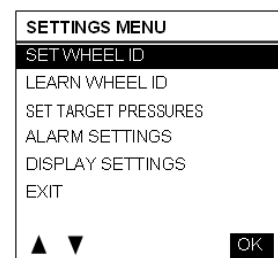 SETTINGS MENU
SET WHEEL ID
LEARN WHEEL ID
SET TARGET PRESSURES
ALARM SETTINGS
DISPLAY SETTINGS
EXIT
▲ ▼ OK